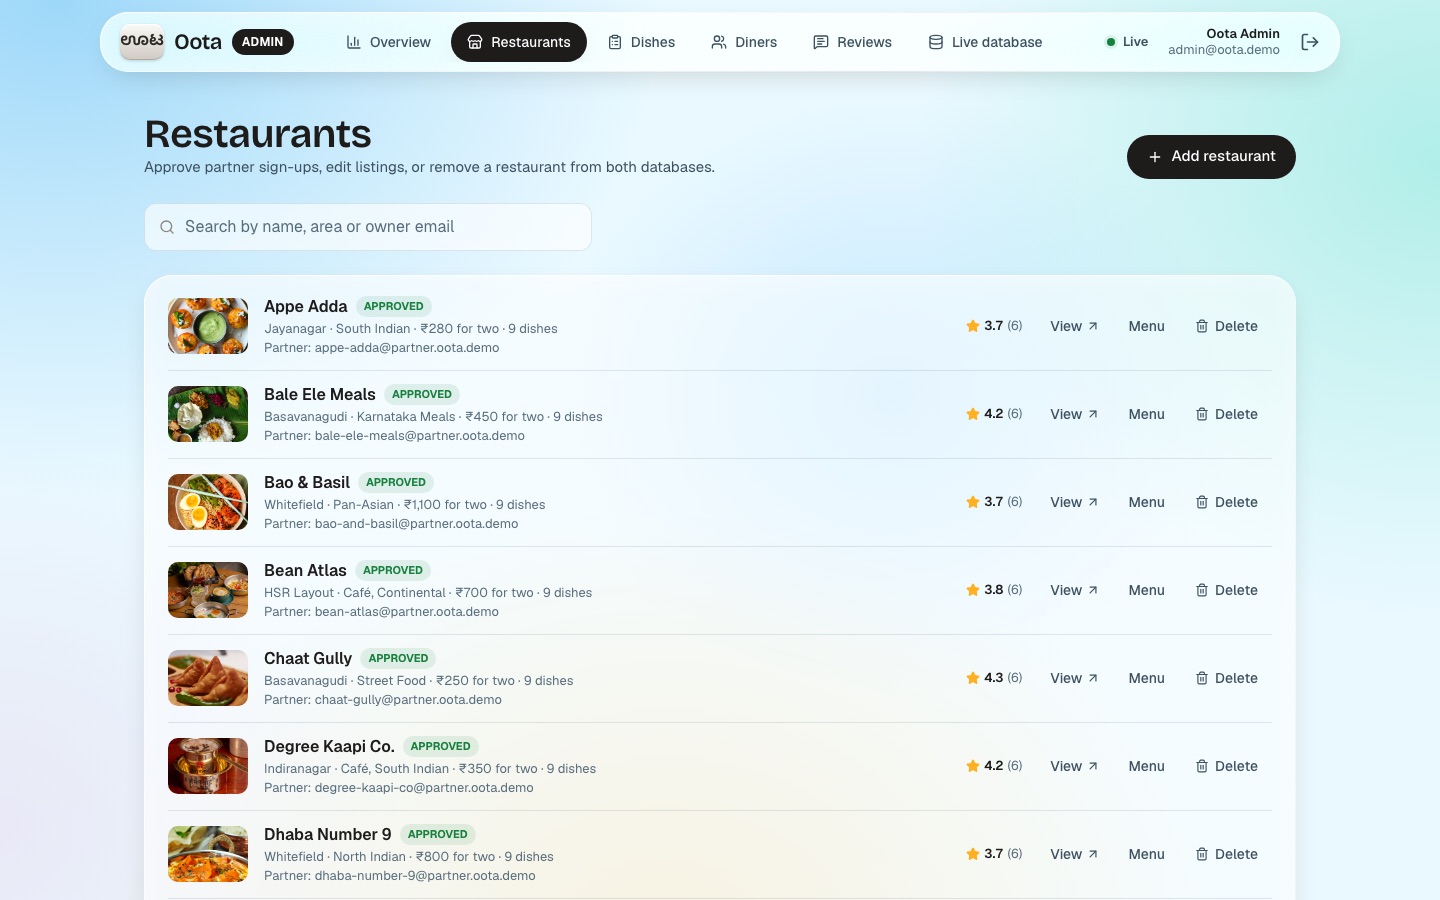 ಊಟ Oota ADMIN Overview Restaurants Dishes Diners Reviews Live database Live Oota Admin
admin@oota.demo
Restaurants
Approve partner sign-ups, edit listings, or remove a restaurant from both databases.
+ Add restaurant
Search by name, area or owner email
Appe Adda APPROVED
Jayanagar · South Indian · ₹280 for two · 9 dishes
Partner: appe-adda@partner.oota.demo
3.7 (6) View ↗ Menu Delete
Bale Ele Meals APPROVED
Basavanagudi · Karnataka Meals · ₹450 for two · 9 dishes
Partner: bale-ele-meals@partner.oota.demo
4.2 (6) View ↗ Menu Delete
Bao & Basil APPROVED
Whitefield · Pan-Asian · ₹1,100 for two · 9 dishes
Partner: bao-and-basil@partner.oota.demo
3.7 (6) View ↗ Menu Delete
Bean Atlas APPROVED
HSR Layout · Café, Continental · ₹700 for two · 9 dishes
Partner: bean-atlas@partner.oota.demo
3.8 (6) View ↗ Menu Delete
Chaat Gully APPROVED
Basavanagudi · Street Food · ₹250 for two · 9 dishes
Partner: chaat-gully@partner.oota.demo
4.3 (6) View ↗ Menu Delete
Degree Kaapi Co. APPROVED
Indiranagar · Café, South Indian · ₹350 for two · 9 dishes
Partner: degree-kaapi-co@partner.oota.demo
4.2 (6) View ↗ Menu Delete
Dhaba Number 9 APPROVED
Whitefield · North Indian · ₹800 for two · 9 dishes
Partner: dhaba-number-9@partner.oota.demo
3.7 (6) View ↗ Menu Delete